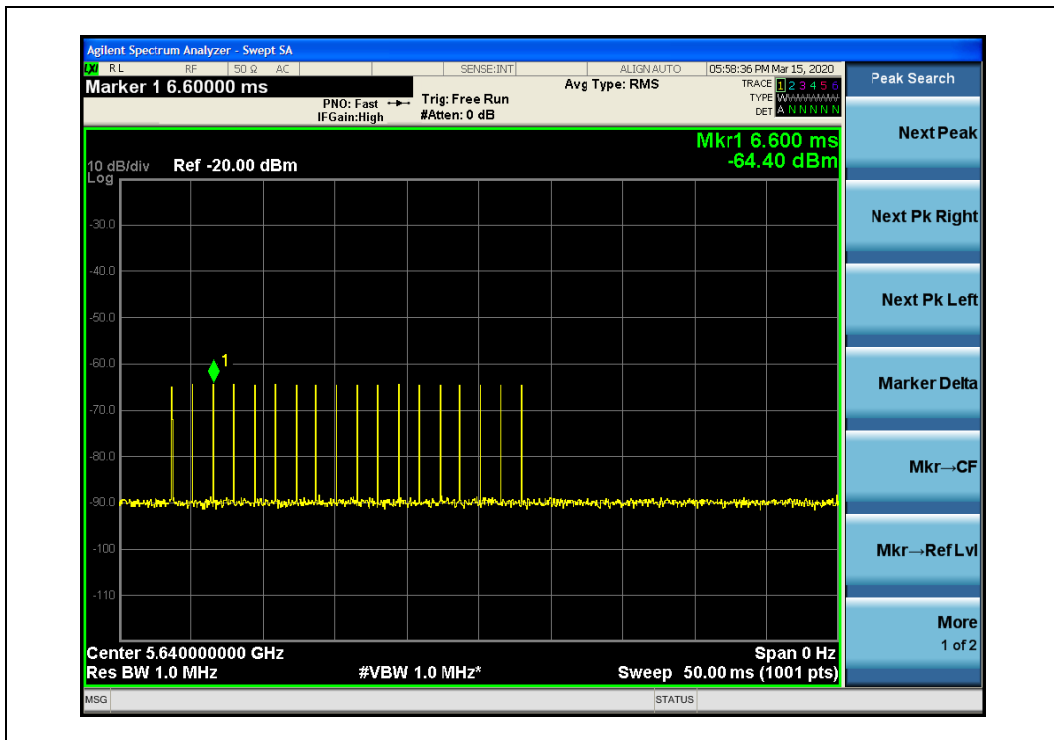 Agilent Spectrum Analyzer - Swept SA
LXI RL RF 50 Ω AC SENSE:INT ALIGNAUTO 05:58:36 PM Mar 15, 2020
Marker 1 6.60000 ms
PNO: Fast
IFGain:High
Trig: Free Run
#Atten: 0 dB
Avg Type: RMS
TRACE 1 2 3 4 5 6
TYPE WWWWWW
DET A N N N N N
Peak Search
Mkr1 6.600 ms
-64.40 dBm
10 dB/div Ref -20.00 dBm
Log
-30.0
-40.0
-50.0
-60.0
-70.0
-80.0
-90.0
-100
-110
1
Center 5.640000000 GHz Span 0 Hz
Res BW 1.0 MHz #VBW 1.0 MHz* Sweep 50.00 ms (1001 pts)
Next Peak
Next Pk Right
Next Pk Left
Marker Delta
Mkr→CF
Mkr→Ref Lvl
More
1 of 2
MSG STATUS